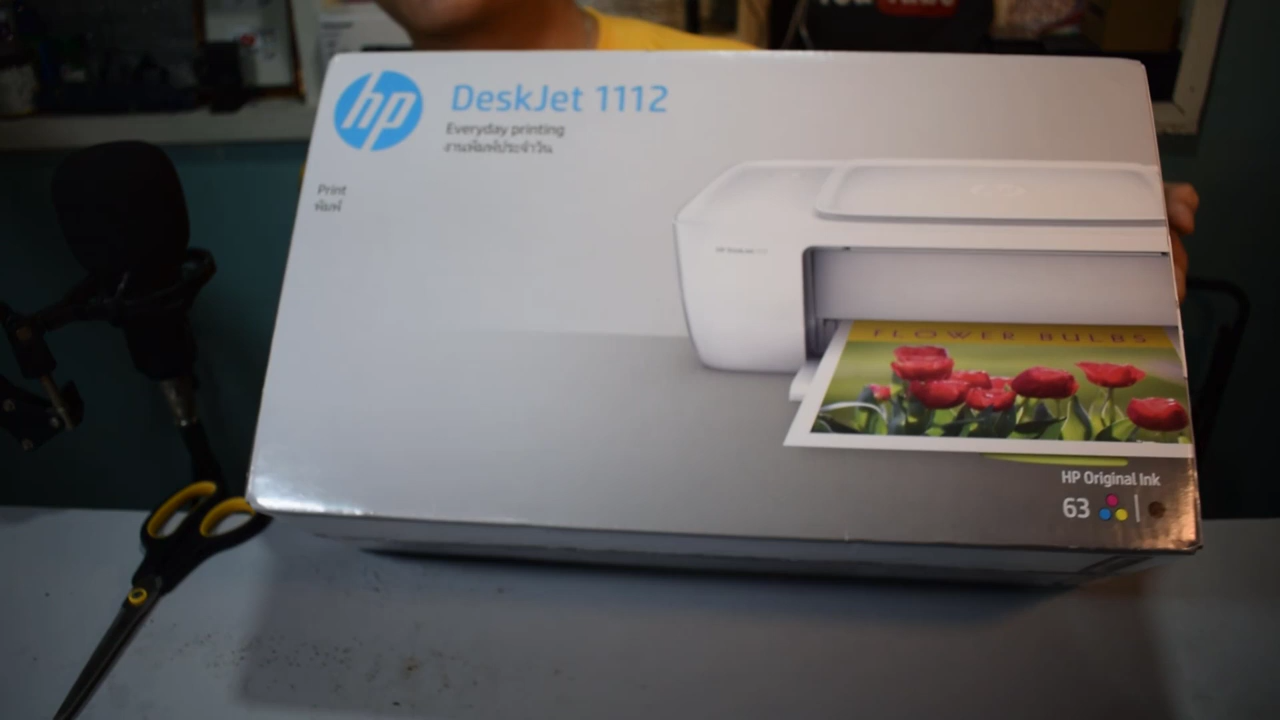 hp
DeskJet 1112
Everyday printing
งานพิมพ์ประจำวัน
Print
พิมพ์
FLOWER BULBS
HP Original Ink
63